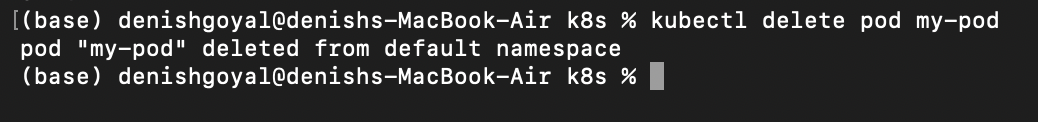 [(base) denishgoyal@denishs-MacBook-Air k8s % kubectl delete pod my-pod
pod "my-pod" deleted from default namespace
(base) denishgoyal@denishs-MacBook-Air k8s %